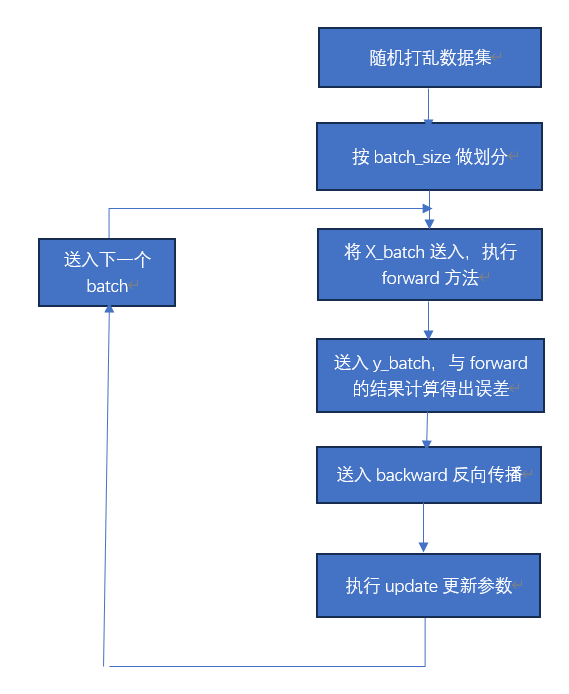 随机打乱数据集
按 batch_size 做划分
将 X_batch 送入，执行
forward 方法
送入下一个
batch
送入 y_batch，与 forward
的结果计算得出误差
送入 backward 反向传播
执行 update 更新参数